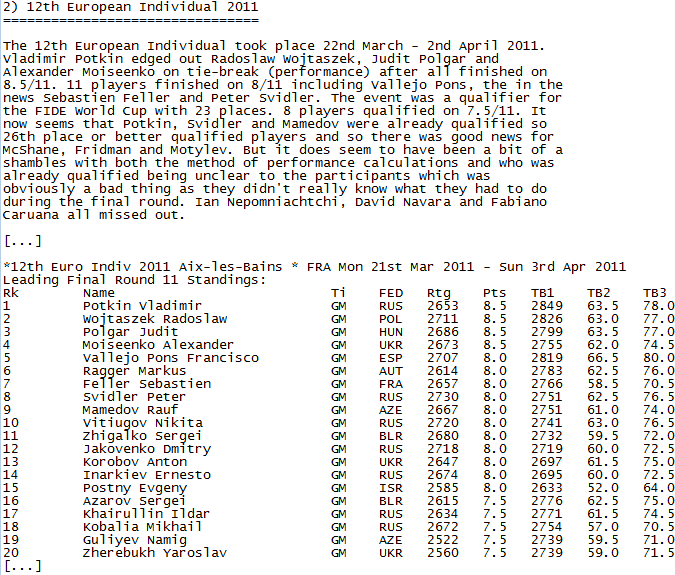 2) 12th European Individual 2011
================================
The 12th European Individual took place 22nd March - 2nd April 2011.
Vladimir Potkin edged out Radoslaw Wojtaszek, Judit Polgar and
Alexander Moiseenko on tie-break (performance) after all finished on
8.5/11. 11 players finished on 8/11 including Vallejo Pons, the in the
news Sebastien Feller and Peter Svidler. The event was a qualifier for
the FIDE World Cup with 23 places. 8 players qualified on 7.5/11. It
now seems that Potkin, Svidler and Mamedov were already qualified so
26th place or better qualified players and so there was good news for
McShane, Fridman and Motylev. But it does seem to have been a bit of a
shambles with both the method of performance calculations and who was
already qualified being unclear to the participants which was
obviously a bad thing as they didn't really know what they had to do
during the final round. Ian Nepomniachtchi, David Navara and Fabiano
Caruana all missed out.
[...]
*12th Euro Indiv 2011 Aix-les-Bains * FRA Mon 21st Mar 2011 - Sun 3rd Apr 2011
Leading Final Round 11 Standings:
Rk Name Ti FED Rtg Pts TB1 TB2 TB3
1 Potkin Vladimir GM RUS 2653 8.5 2849 63.5 78.0
2 Wojtaszek Radoslaw GM POL 2711 8.5 2826 63.0 77.0
3 Polgar Judit GM HUN 2686 8.5 2799 63.5 77.0
4 Moiseenko Alexander GM UKR 2673 8.5 2755 62.0 74.5
5 Vallejo Pons Francisco GM ESP 2707 8.0 2819 66.5 80.0
6 Ragger Markus GM AUT 2614 8.0 2783 62.5 76.0
7 Feller Sebastien GM FRA 2657 8.0 2766 58.5 70.5
8 Svidler Peter GM RUS 2730 8.0 2751 62.5 76.5
9 Mamedov Rauf GM AZE 2667 8.0 2751 61.0 74.0
10 Vitiugov Nikita GM RUS 2720 8.0 2741 63.0 76.5
11 Zhigalko Sergei GM BLR 2680 8.0 2732 59.5 72.0
12 Jakovenko Dmitry GM RUS 2718 8.0 2719 60.0 72.5
13 Korobov Anton GM UKR 2647 8.0 2697 61.5 75.0
14 Inarkiev Ernesto GM RUS 2674 8.0 2695 60.0 72.5
15 Postny Evgeny GM ISR 2585 8.0 2633 52.0 64.0
16 Azarov Sergei GM BLR 2615 7.5 2776 62.5 75.0
17 Khairullin Ildar GM RUS 2634 7.5 2771 61.5 74.5
18 Kobalia Mikhail GM RUS 2672 7.5 2754 57.0 70.5
19 Guliyev Namig GM AZE 2522 7.5 2739 59.5 71.0
20 Zherebukh Yaroslav GM UKR 2560 7.5 2739 59.0 71.5
[...]